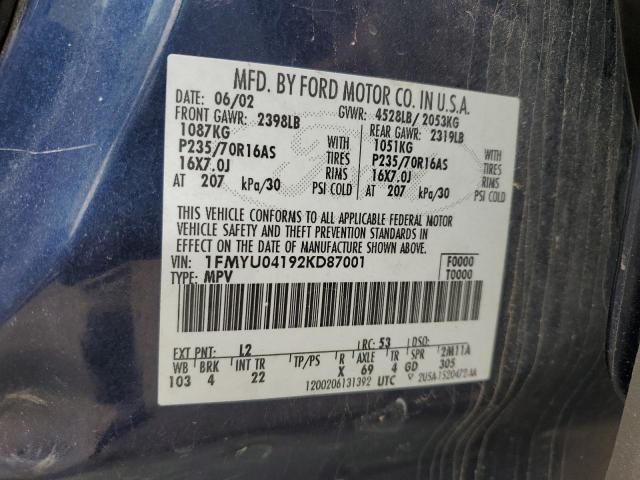 MFD. BY FORD MOTOR CO. IN U.S.A.
DATE: 06/02 GVWR: 4528LB/ 2053KG
FRONT GAWR: 2398LB REAR GAWR: 2319LB
1087KG WITH 1051KG WITH
P235/70R16AS TIRES P235/70R16AS TIRES
16X7.0J RIMS 16X7.0J RIMS
AT 207 kPa/30 PSI COLD AT 207 kPa/30 PSI COLD
THIS VEHICLE CONFORMS TO ALL APPLICABLE FEDERAL MOTOR
VEHICLE SAFETY AND THEFT PREVENTION STANDARDS IN
EFFECT ON THE DATE OF MANUFACTURE SHOWN ABOVE.
VIN: 1FMYU04192KD87001 F0000
TYPE: MPV T0000
EXT PNT: L2 RC: 53 DSO:
WB BRK INT TR TP/PS R AXLE TR SPR 2M11A
103 4 22 X 69 4 GD 305
1200206131392 UTC